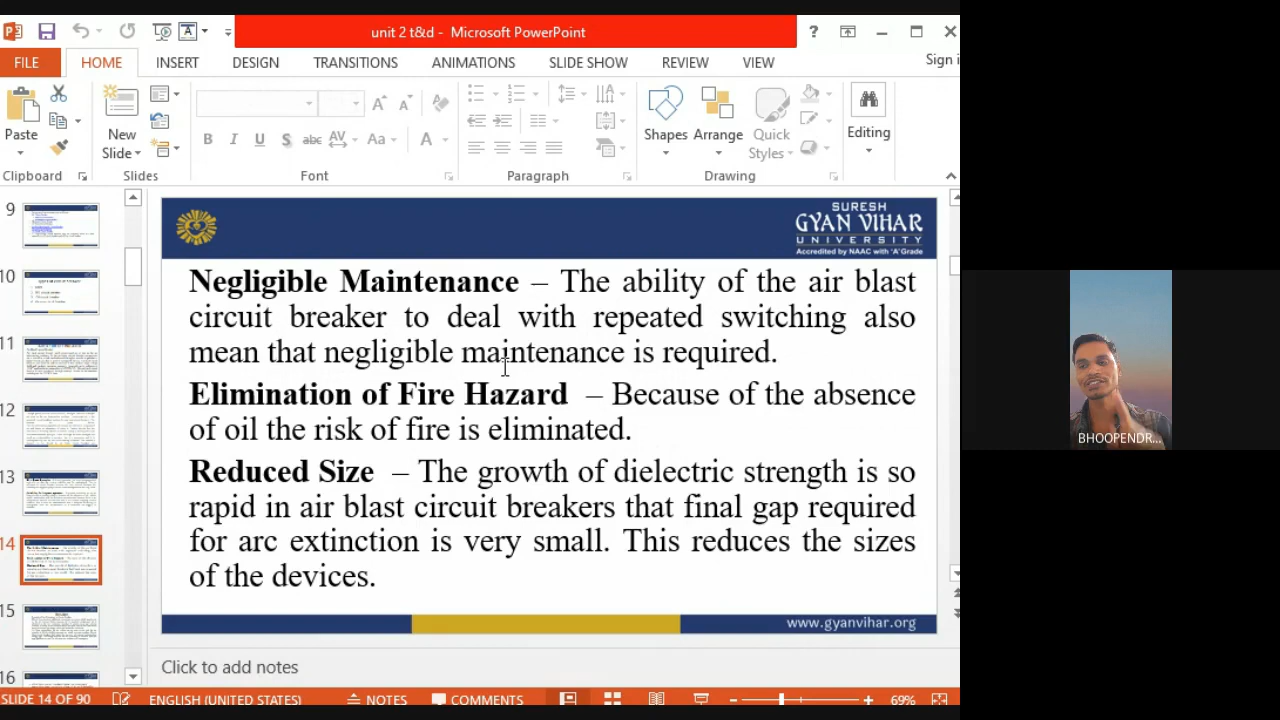 unit 2 t&d - Microsoft PowerPoint
?
FILE HOME INSERT DESIGN TRANSITIONS ANIMATIONS SLIDE SHOW REVIEW VIEW Sign i
Paste
New
Slide
B I U S abc AV Aa A
Shapes Arrange Quick
Styles
Editing
Clipboard Slides Font Paragraph Drawing
9
10
11
12
13
14
15
16
SURESH
GYAN VIHAR
UNIVERSITY
Accredited by NAAC with 'A' Grade
Negligible Maintenance – The ability of the air blast
circuit breaker to deal with repeated switching also
mean that negligible maintenance is required.
Elimination of Fire Hazard – Because of the absence
of oil the risk of fire is eliminated.
Reduced Size – The growth of dielectric strength is so
rapid in air blast circuit breakers that final gap required
for arc extinction is very small. This reduces the sizes
of the devices.
www.gyanvihar.org
Click to add notes
SLIDE 14 OF 90 ENGLISH (UNITED STATES) NOTES COMMENTS 69%
BHOOPENDR...